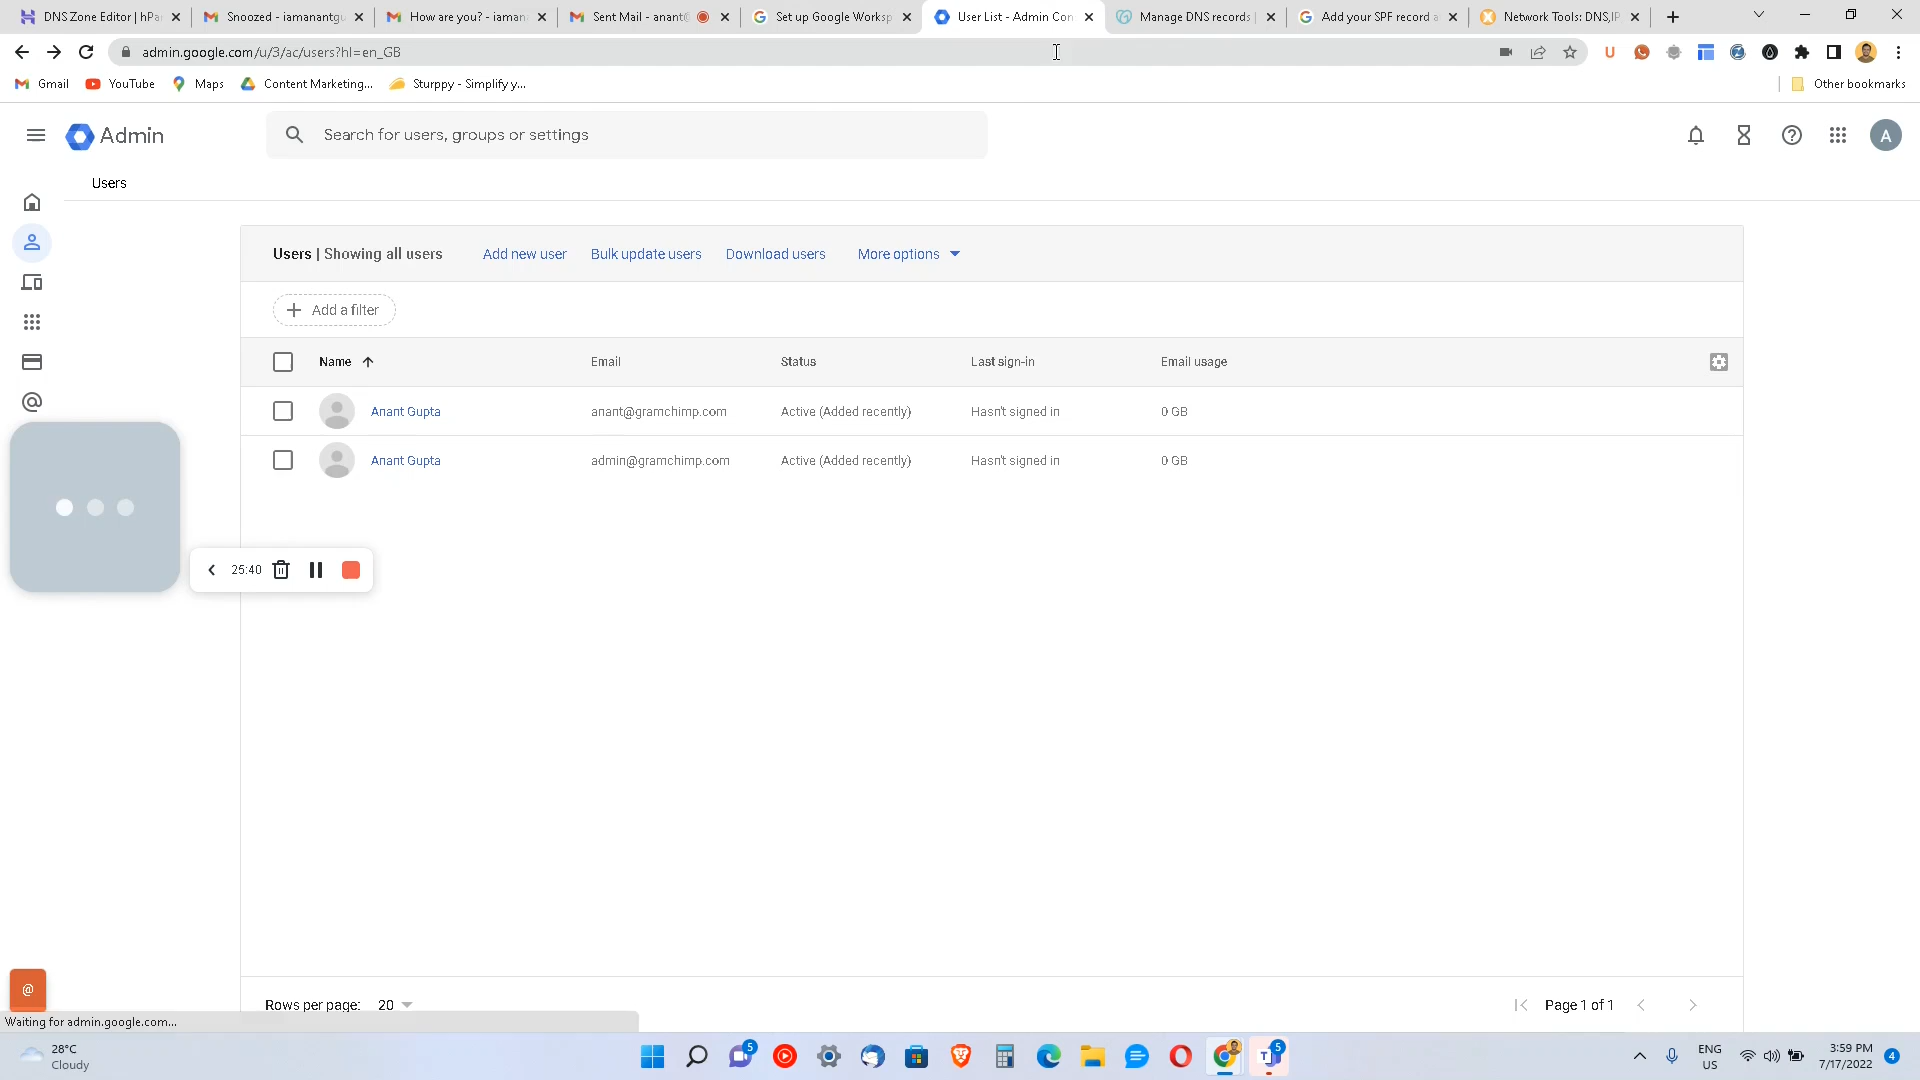 DNS Zone Editor | hPa
Snoozed - iamanantgu
How are you? - iaman
Sent Mail - anant@
Set up Google Worksp
User List - Admin Con
Manage DNS records |
Add your SPF record a
Network Tools: DNS,IP
admin.google.com/u/3/ac/users?hl=en_GB
Gmail
YouTube
Maps
Content Marketing...
Sturppy - Simplify y...
Other bookmarks
Admin
Search for users, groups or settings
A
Users
Users | Showing all users
Add new user
Bulk update users
Download users
More options
Add a filter
Name Email Status Last sign-in Email usage
Anant Gupta anant@gramchimp.com Active (Added recently) Hasn't signed in 0 GB
Anant Gupta admin@gramchimp.com Active (Added recently) Hasn't signed in 0 GB
25:40
@
Rows per page: 20
Page 1 of 1
Waiting for admin.google.com...
28°C
Cloudy
5
5
ENG
US
3:59 PM
7/17/2022
4